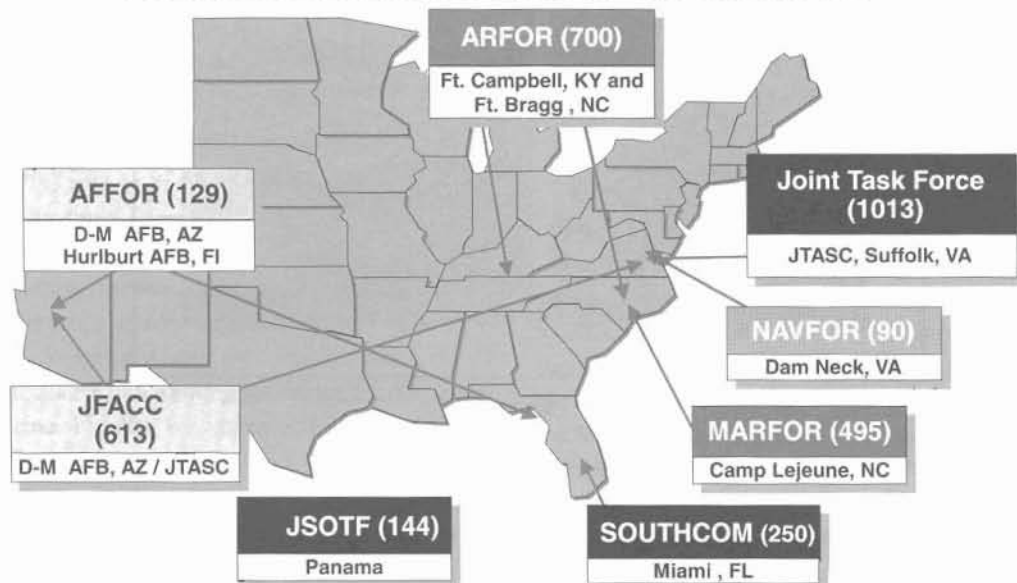 ARFOR (700)
Ft. Campbell, KY and
Ft. Bragg , NC
AFFOR (129)
D-M AFB, AZ
Hurlburt AFB, Fl
Joint Task Force
(1013)
JTASC, Suffolk, VA
NAVFOR (90)
Dam Neck, VA
JFACC
(613)
D-M AFB, AZ / JTASC
MARFOR (495)
Camp Lejeune, NC
JSOTF (144)
Panama
SOUTHCOM (250)
Miami , FL